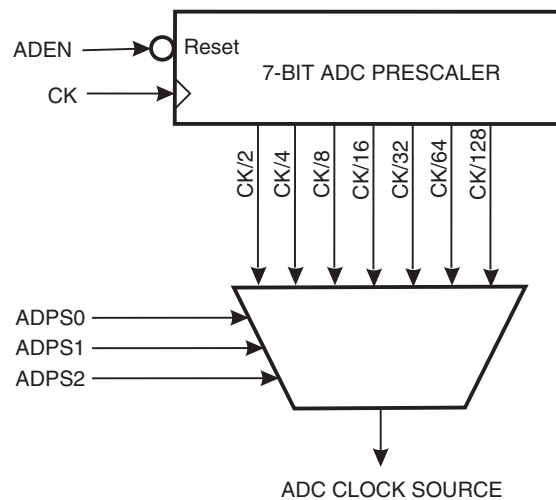 ADEN
Reset
7-BIT ADC PRESCALER
CK
CK/2
CK/4
CK/8
CK/16
CK/32
CK/64
CK/128
ADPS0
ADPS1
ADPS2
ADC CLOCK SOURCE